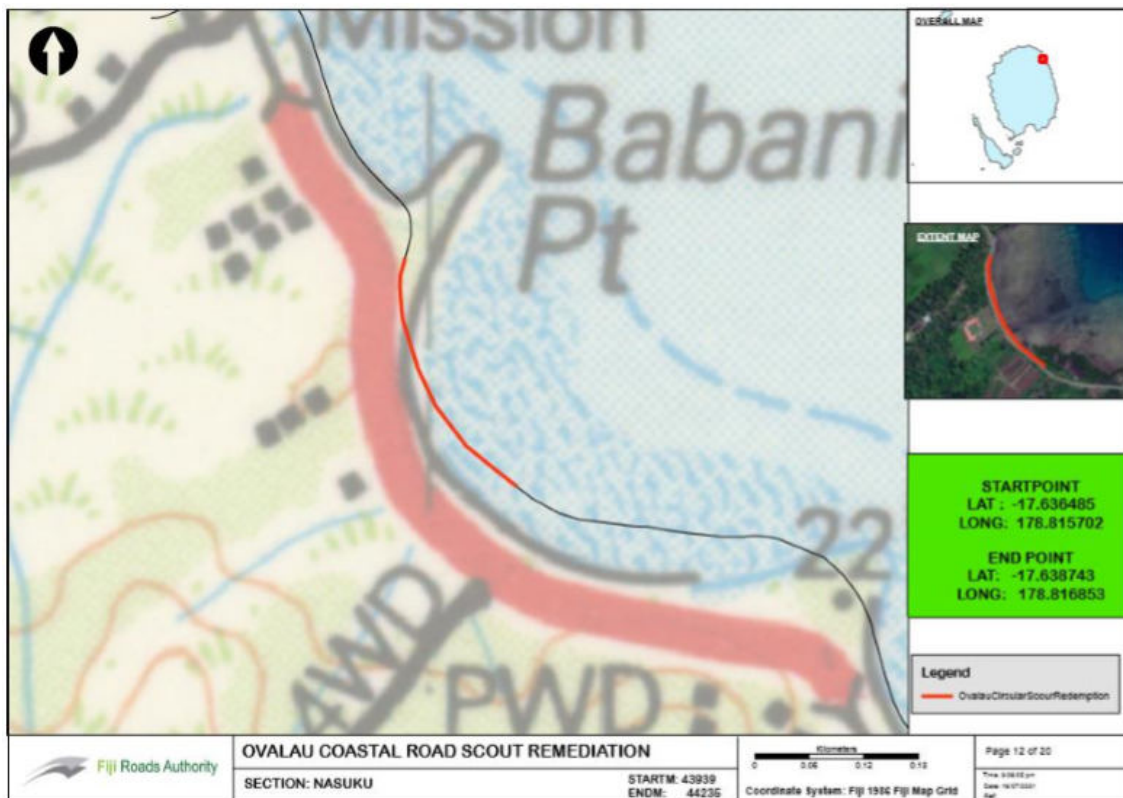 Mission
Babani
Pt
22
4WD
PWD
OVERALL MAP
EXTENT MAP
STARTPOINT
LAT : -17.636485
LONG: 178.815702
END POINT
LAT: -17.638743
LONG: 178.816853
Legend
OvalauCircularScourRedemption
Fiji Roads Authority
OVALAU COASTAL ROAD SCOUT REMEDIATION
SECTION: NASUKU
STARTM: 43939
ENDM: 44235
Kilometers
0 0.06 0.12 0.18
Coordinate System: Fiji 1986 Fiji Map Grid
Page 12 of 20